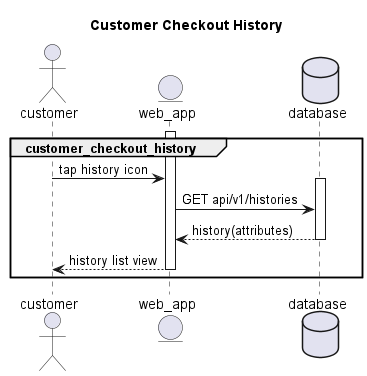 Customer Checkout History
customer
web_app
database
customer_checkout_history
tap history icon
GET api/v1/histories
history(attributes)
history list view
customer
web_app
database